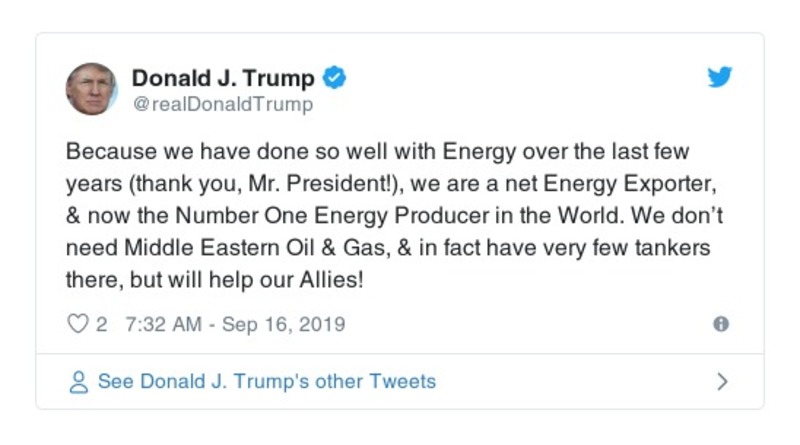 Donald J. Trump
@realDonaldTrump
Because we have done so well with Energy over the last few
years (thank you, Mr. President!), we are a net Energy Exporter,
& now the Number One Energy Producer in the World. We don’t
need Middle Eastern Oil & Gas, & in fact have very few tankers
there, but will help our Allies!
2 7:32 AM - Sep 16, 2019
See Donald J. Trump's other Tweets